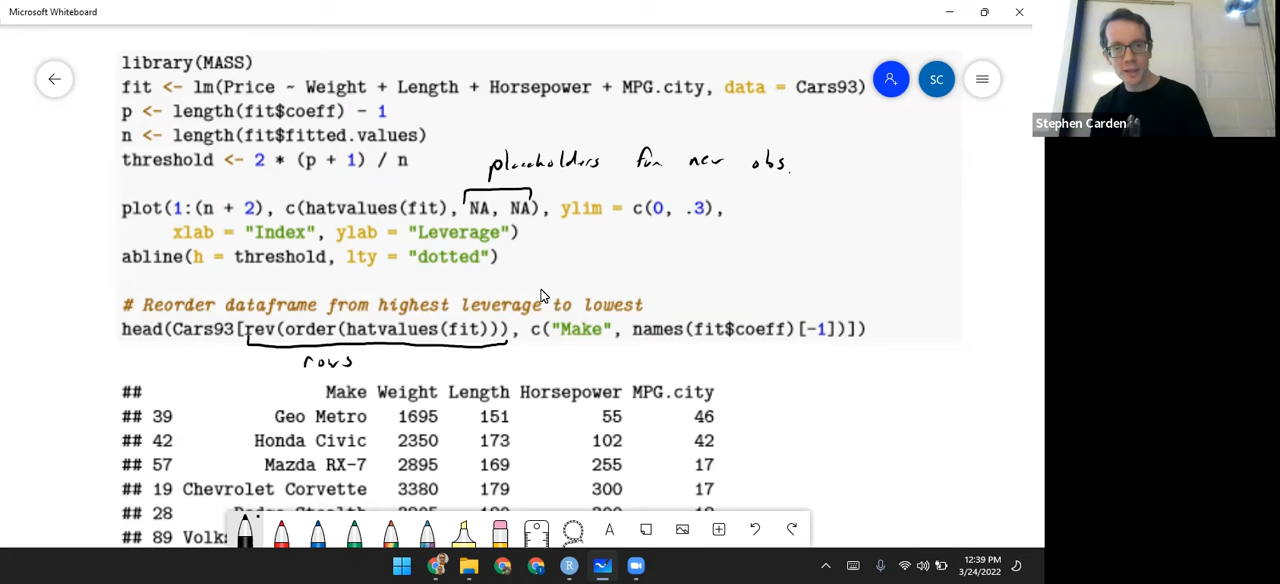 Microsoft Whiteboard
library(MASS)
fit <- lm(Price ~ Weight + Length + Horsepower + MPG.city, data = Cars93)
p <- length(fit$coeff) - 1
n <- length(fit$fitted.values)
threshold <- 2 * (p + 1) / n
placeholders for new obs.
plot(1:(n + 2), c(hatvalues(fit), NA, NA), ylim = c(0, .3),
xlab = "Index", ylab = "Leverage")
abline(h = threshold, lty = "dotted")
# Reorder dataframe from highest leverage to lowest
head(Cars93[rev(order(hatvalues(fit))), c("Make", names(fit$coeff)[-1])])
rows
## Make Weight Length Horsepower MPG.city
## 39 Geo Metro 1695 151 55 46
## 42 Honda Civic 2350 173 102 42
## 57 Mazda RX-7 2895 169 255 17
## 19 Chevrolet Corvette 3380 179 300 17
## 28
## 89 Volk
SC
Stephen Carden
A
R
12:39 PM
3/24/2022